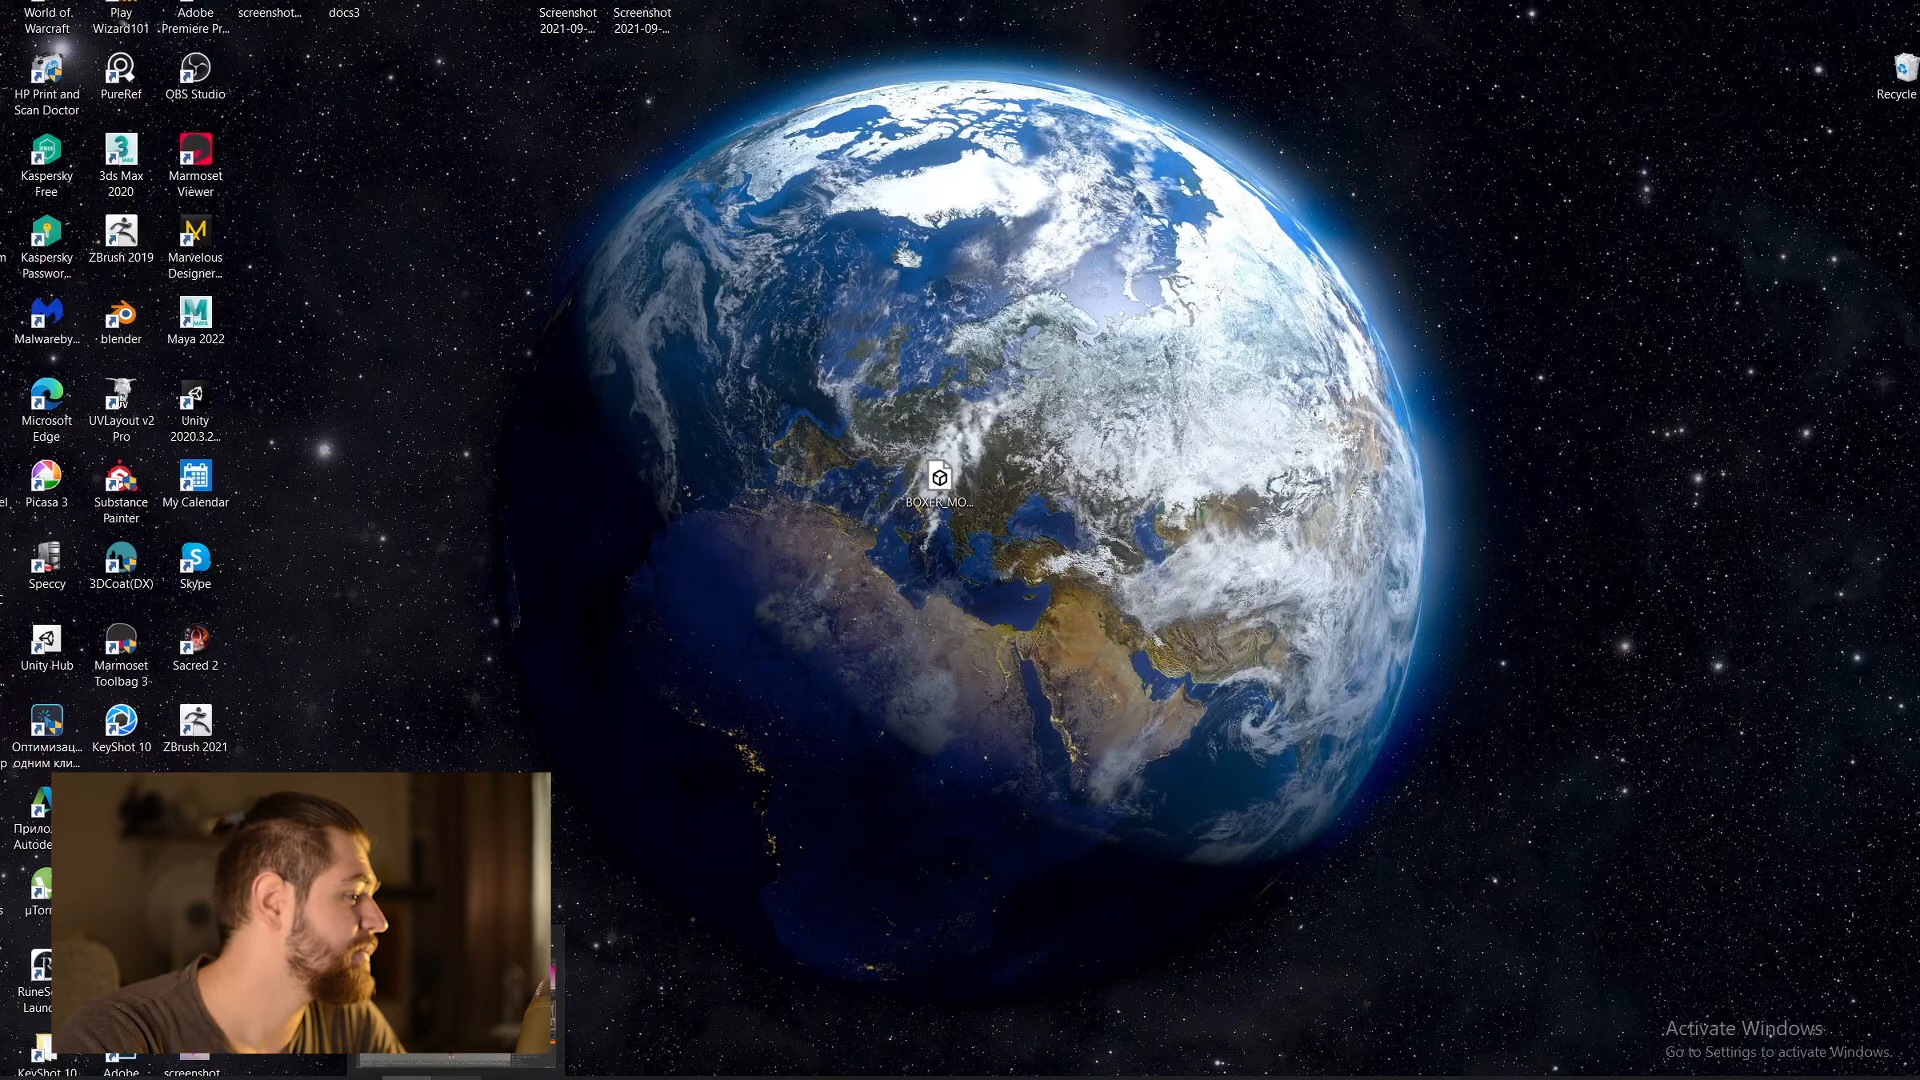 World of
Warcraft
Play
Wizard101
Adobe
Premiere Pr...
screenshot...
docs3
Screenshot
2021-09-...
Screenshot
2021-09-...
HP Print and
Scan Doctor
PureRef
OBS Studio
Recycle
Kaspersky
Free
3ds Max
2020
Marmoset
Viewer
Kaspersky
Passwor...
ZBrush 2019
Marvelous
Designer...
Malwareby...
blender
Maya 2022
Microsoft
Edge
UVLayout v2
Pro
Unity
2020.3.2...
Picasa 3
Substance
Painter
My Calendar
BOXER_MO...
Speccy
3DCoat(DX)
Skype
Unity Hub
Marmoset
Toolbag 3
Sacred 2
Оптимизац...
одним кли...
KeyShot 10
ZBrush 2021
Прило
Autode
µTorr
RuneS
Laun
KeyShot 10
Adobe
screenshot
Activate Windows
Go to Settings to activate Windows.